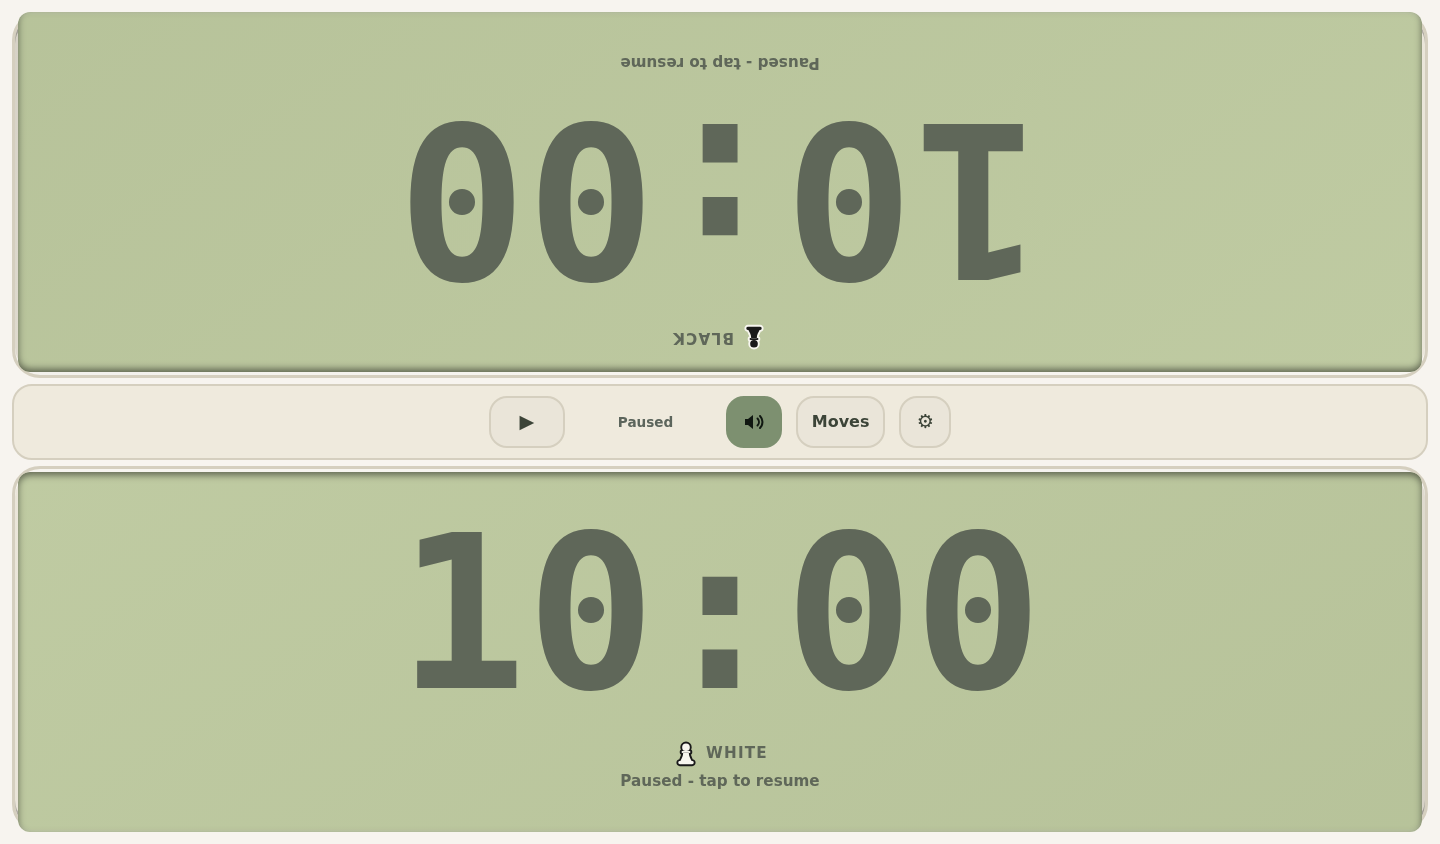 Paused - tap to resume
10:00
BLACK
Paused
Moves
10:00
WHITE
Paused - tap to resume